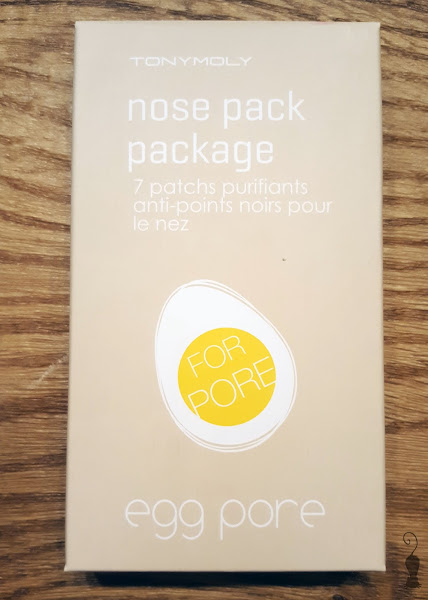 TONYMOLY
nose pack
package
7 patchs purifiants
anti-points noirs pour
le nez
FOR
PORE
egg pore